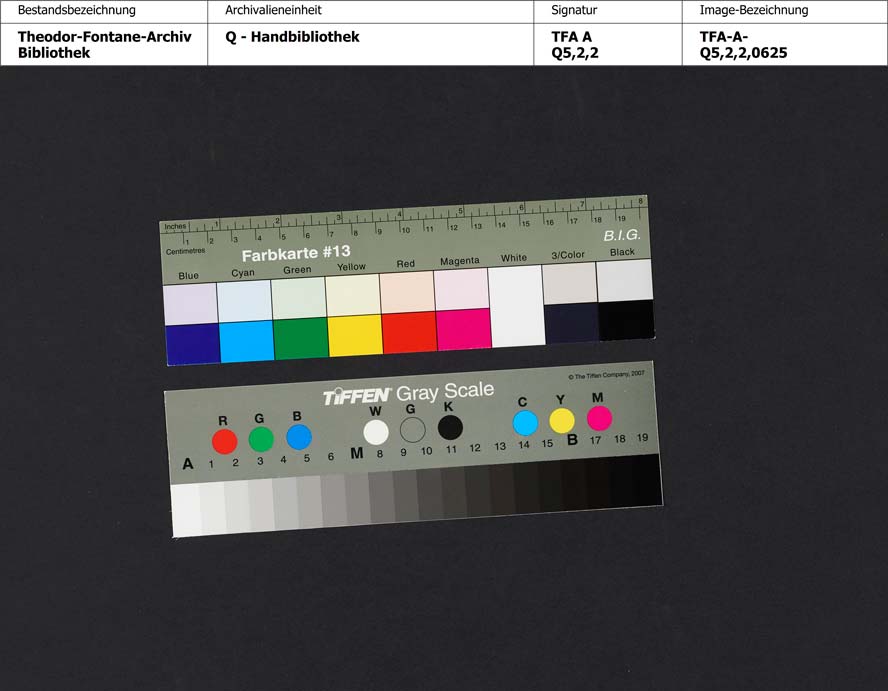 Bestandsbezeichnung Archivalieneinheit Signatur Image-Bezeichnung
Theodor-Fontane-Archiv Q - Handbibliothek TFA A TFA-A-
Bibliothek Q5,2,2 Q5,2,2,0625
Inches 1 2 3 4 5 6 7 8
Centimetres 1 2 3 4 5 6 7 8 9 10 11 12 13 14 15 16 17 18 19
Farbkarte #13 B.I.G.
Blue Cyan Green Yellow Red Magenta White 3/Color Black
© The Tiffen Company, 2007
TIFFEN® Gray Scale
R G B W G K C Y M
A 1 2 3 4 5 6 M 8 9 10 11 12 13 14 15 B 17 18 19